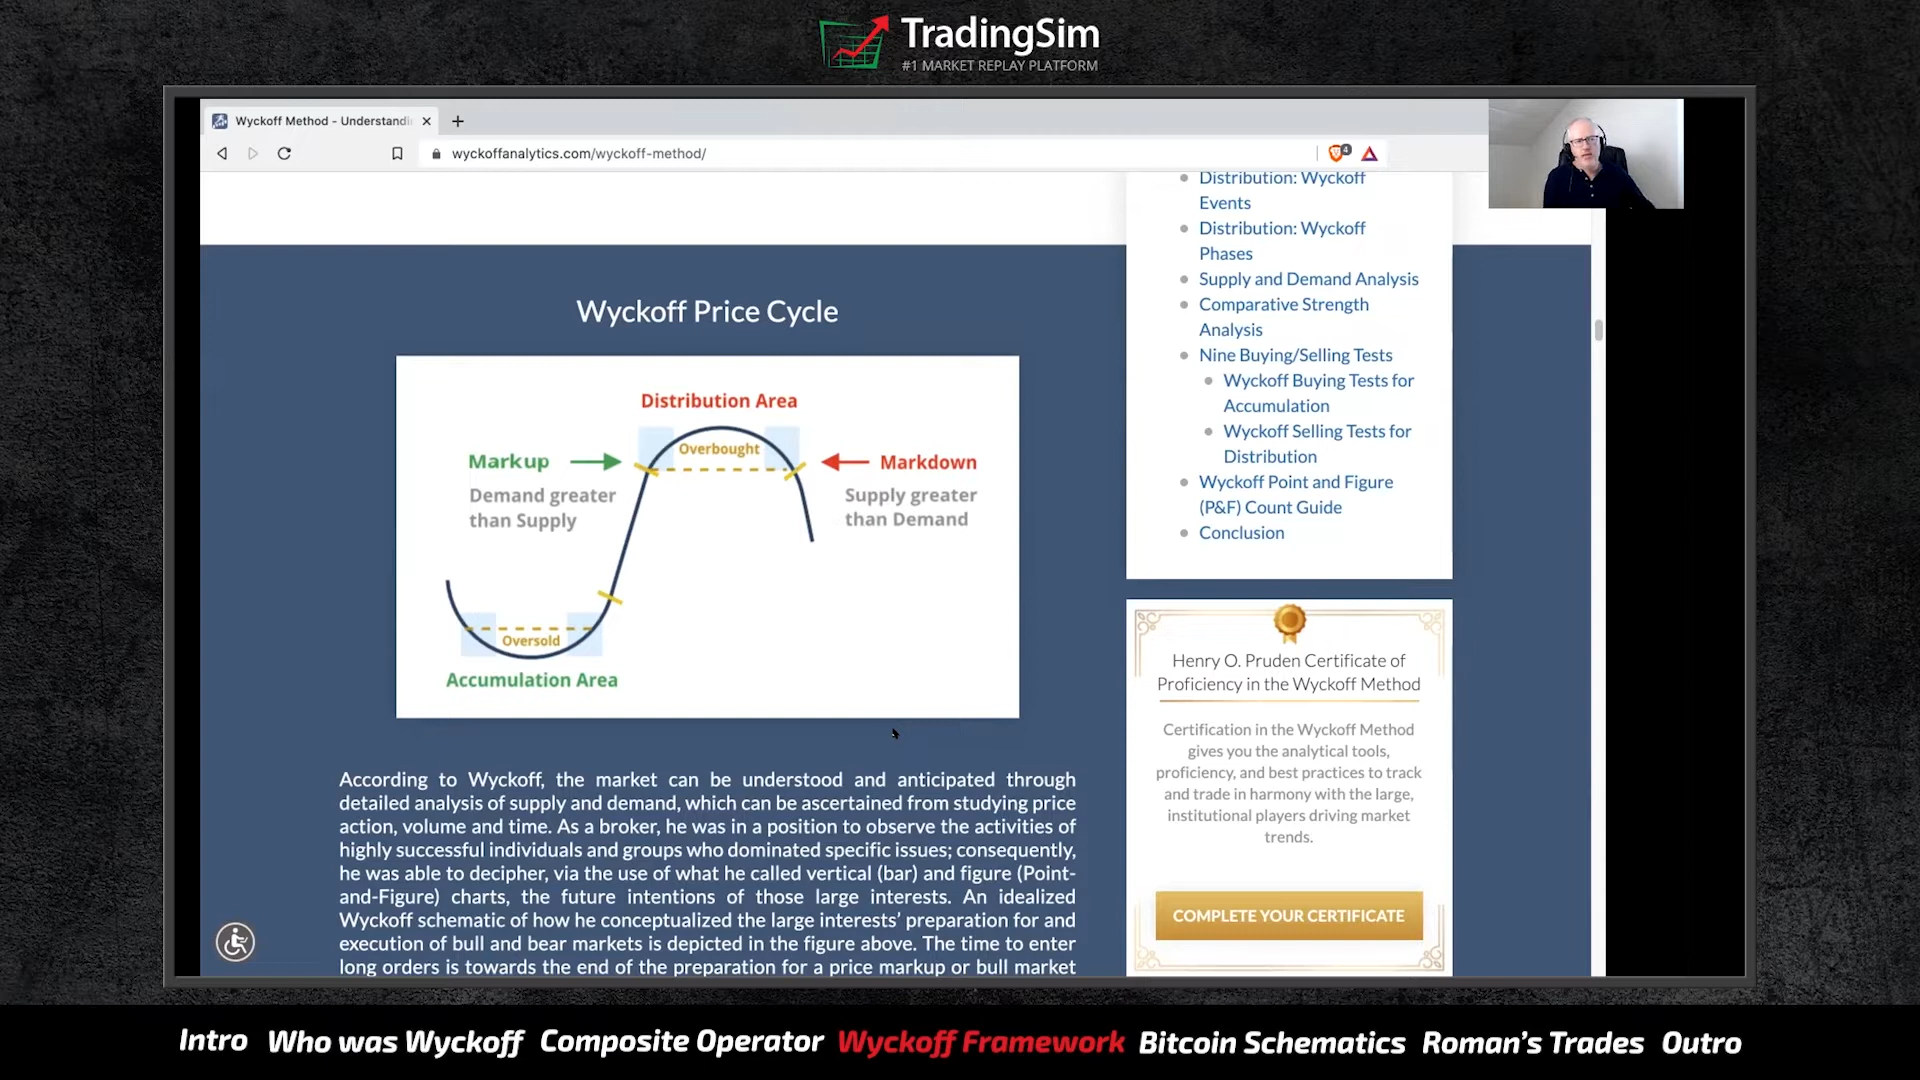 TradingSim
#1 MARKET REPLAY PLATFORM
Wyckoff Method - Understandi
wyckoffanalytics.com/wyckoff-method/
4
Wyckoff Price Cycle
Distribution Area
Overbought
Markup
Markdown
Demand greater
than Supply
Supply greater
than Demand
Oversold
Accumulation Area
According to Wyckoff, the market can be understood and anticipated through
detailed analysis of supply and demand, which can be ascertained from studying price
action, volume and time. As a broker, he was in a position to observe the activities of
highly successful individuals and groups who dominated specific issues; consequently,
he was able to decipher, via the use of what he called vertical (bar) and figure (Point-
and-Figure) charts, the future intentions of those large interests. An idealized
Wyckoff schematic of how he conceptualized the large interests' preparation for and
execution of bull and bear markets is depicted in the figure above. The time to enter
long orders is towards the end of the preparation for a price markup or bull market
Distribution: Wyckoff
Events
Distribution: Wyckoff
Phases
Supply and Demand Analysis
Comparative Strength
Analysis
Nine Buying/Selling Tests
Wyckoff Buying Tests for
Accumulation
Wyckoff Selling Tests for
Distribution
Wyckoff Point and Figure
(P&F) Count Guide
Conclusion
Henry O. Pruden Certificate of
Proficiency in the Wyckoff Method
Certification in the Wyckoff Method
gives you the analytical tools,
proficiency, and best practices to track
and trade in harmony with the large,
institutional players driving market
trends.
COMPLETE YOUR CERTIFICATE
Intro Who was Wyckoff Composite Operator Wyckoff Framework Bitcoin Schematics Roman's Trades Outro